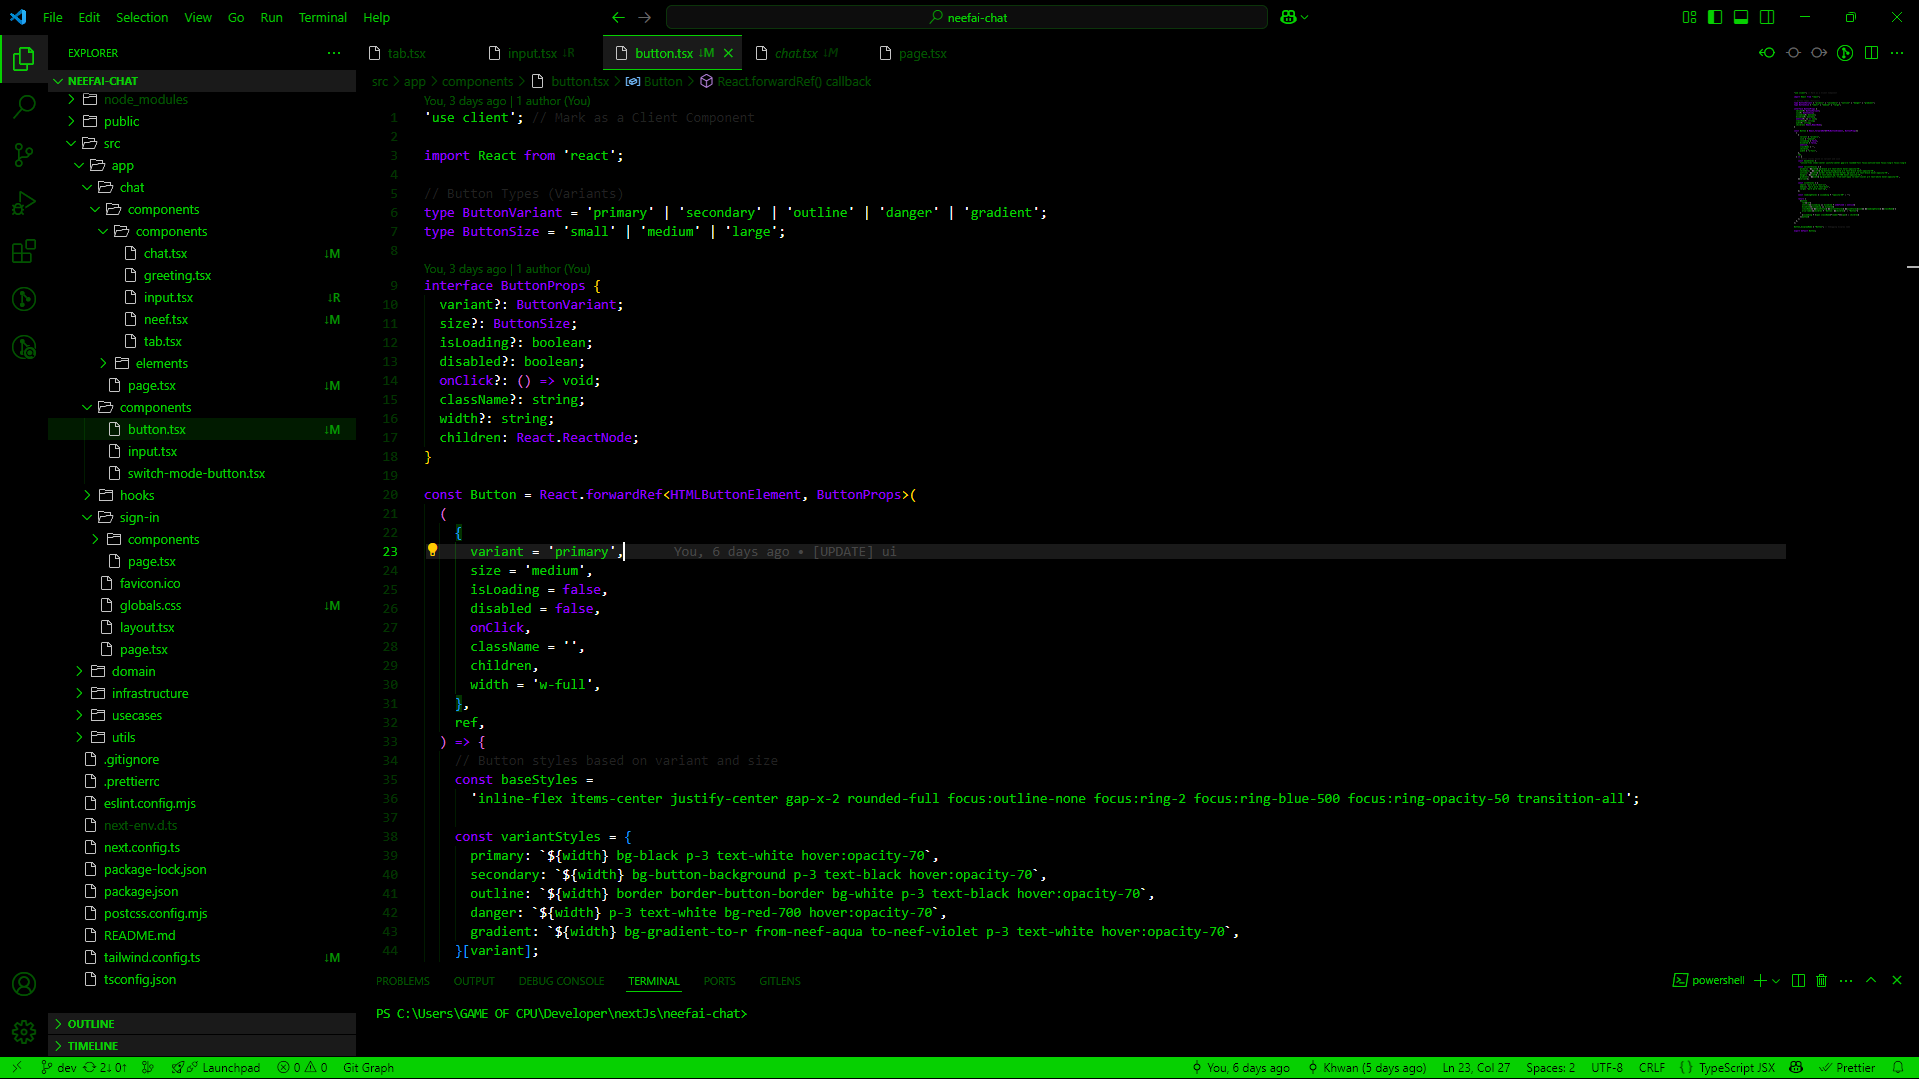 File Edit Selection View Go Run Terminal Help
neefai-chat
EXPLORER
NEEFAI-CHAT
node_modules
public
src
app
chat
components
components
chat.tsx ↓M
greeting.tsx
input.tsx ↓R
neef.tsx ↓M
tab.tsx
elements
page.tsx ↓M
components
button.tsx ↓M
input.tsx
switch-mode-button.tsx
hooks
sign-in
components
page.tsx
favicon.ico
globals.css ↓M
layout.tsx
page.tsx
domain
infrastructure
usecases
utils
.gitignore
.prettierrc
eslint.config.mjs
next-env.d.ts
next.config.ts
package-lock.json
package.json
postcss.config.mjs
README.md
tailwind.config.ts ↓M
tsconfig.json
OUTLINE
TIMELINE
tab.tsx input.tsx ↓R button.tsx ↓M chat.tsx ↓M page.tsx
src > app > components > button.tsx > Button > React.forwardRef() callback
You, 3 days ago | 1 author (You)
1 'use client'; // Mark as a Client Component
2
3 import React from 'react';
4
5 // Button Types (Variants)
6 type ButtonVariant = 'primary' | 'secondary' | 'outline' | 'danger' | 'gradient';
7 type ButtonSize = 'small' | 'medium' | 'large';
8
You, 3 days ago | 1 author (You)
9 interface ButtonProps {
10 variant?: ButtonVariant;
11 size?: ButtonSize;
12 isLoading?: boolean;
13 disabled?: boolean;
14 onClick?: () => void;
15 className?: string;
16 width?: string;
17 children: React.ReactNode;
18 }
19
20 const Button = React.forwardRef<HTMLButtonElement, ButtonProps>(
21 (
22 {
23 variant = 'primary', You, 6 days ago • [UPDATE] ui
24 size = 'medium',
25 isLoading = false,
26 disabled = false,
27 onClick,
28 className = '',
29 children,
30 width = 'w-full',
31 },
32 ref,
33 ) => {
34 // Button styles based on variant and size
35 const baseStyles =
36 'inline-flex items-center justify-center gap-x-2 rounded-full focus:outline-none focus:ring-2 focus:ring-blue-500 focus:ring-opacity-50 transition-all';
37
38 const variantStyles = {
39 primary: `${width} bg-black p-3 text-white hover:opacity-70`,
40 secondary: `${width} bg-button-background p-3 text-black hover:opacity-70`,
41 outline: `${width} border border-button-border bg-white p-3 text-black hover:opacity-70`,
42 danger: `${width} p-3 text-white bg-red-700 hover:opacity-70`,
43 gradient: `${width} bg-gradient-to-r from-neef-aqua to-neef-violet p-3 text-white hover:opacity-70`,
44 }[variant];
PROBLEMS OUTPUT DEBUG CONSOLE TERMINAL PORTS GITLENS
powershell
PS C:\Users\GAME OF CPU\Developer\nextJs\neefai-chat>
dev 2↓ 0↑ Launchpad 0 0 Git Graph You, 6 days ago Khwan (5 days ago) Ln 23, Col 27 Spaces: 2 UTF-8 CRLF {} TypeScript JSX Prettier